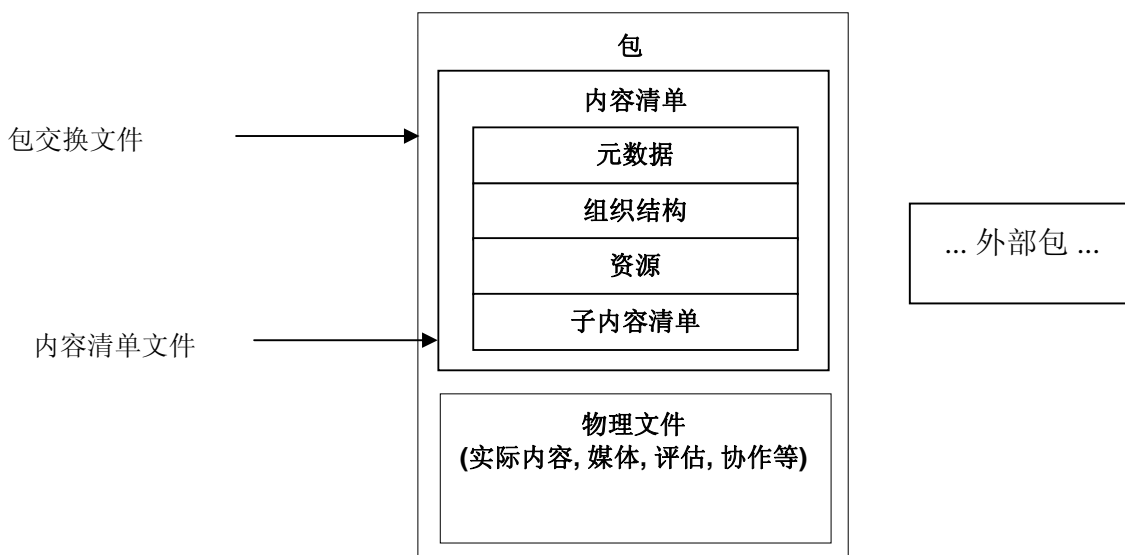 包
内容清单
包交换文件
元数据
组织结构
... 外部包 ...
资源
子内容清单
内容清单文件
物理文件
(实际内容, 媒体, 评估, 协作等)